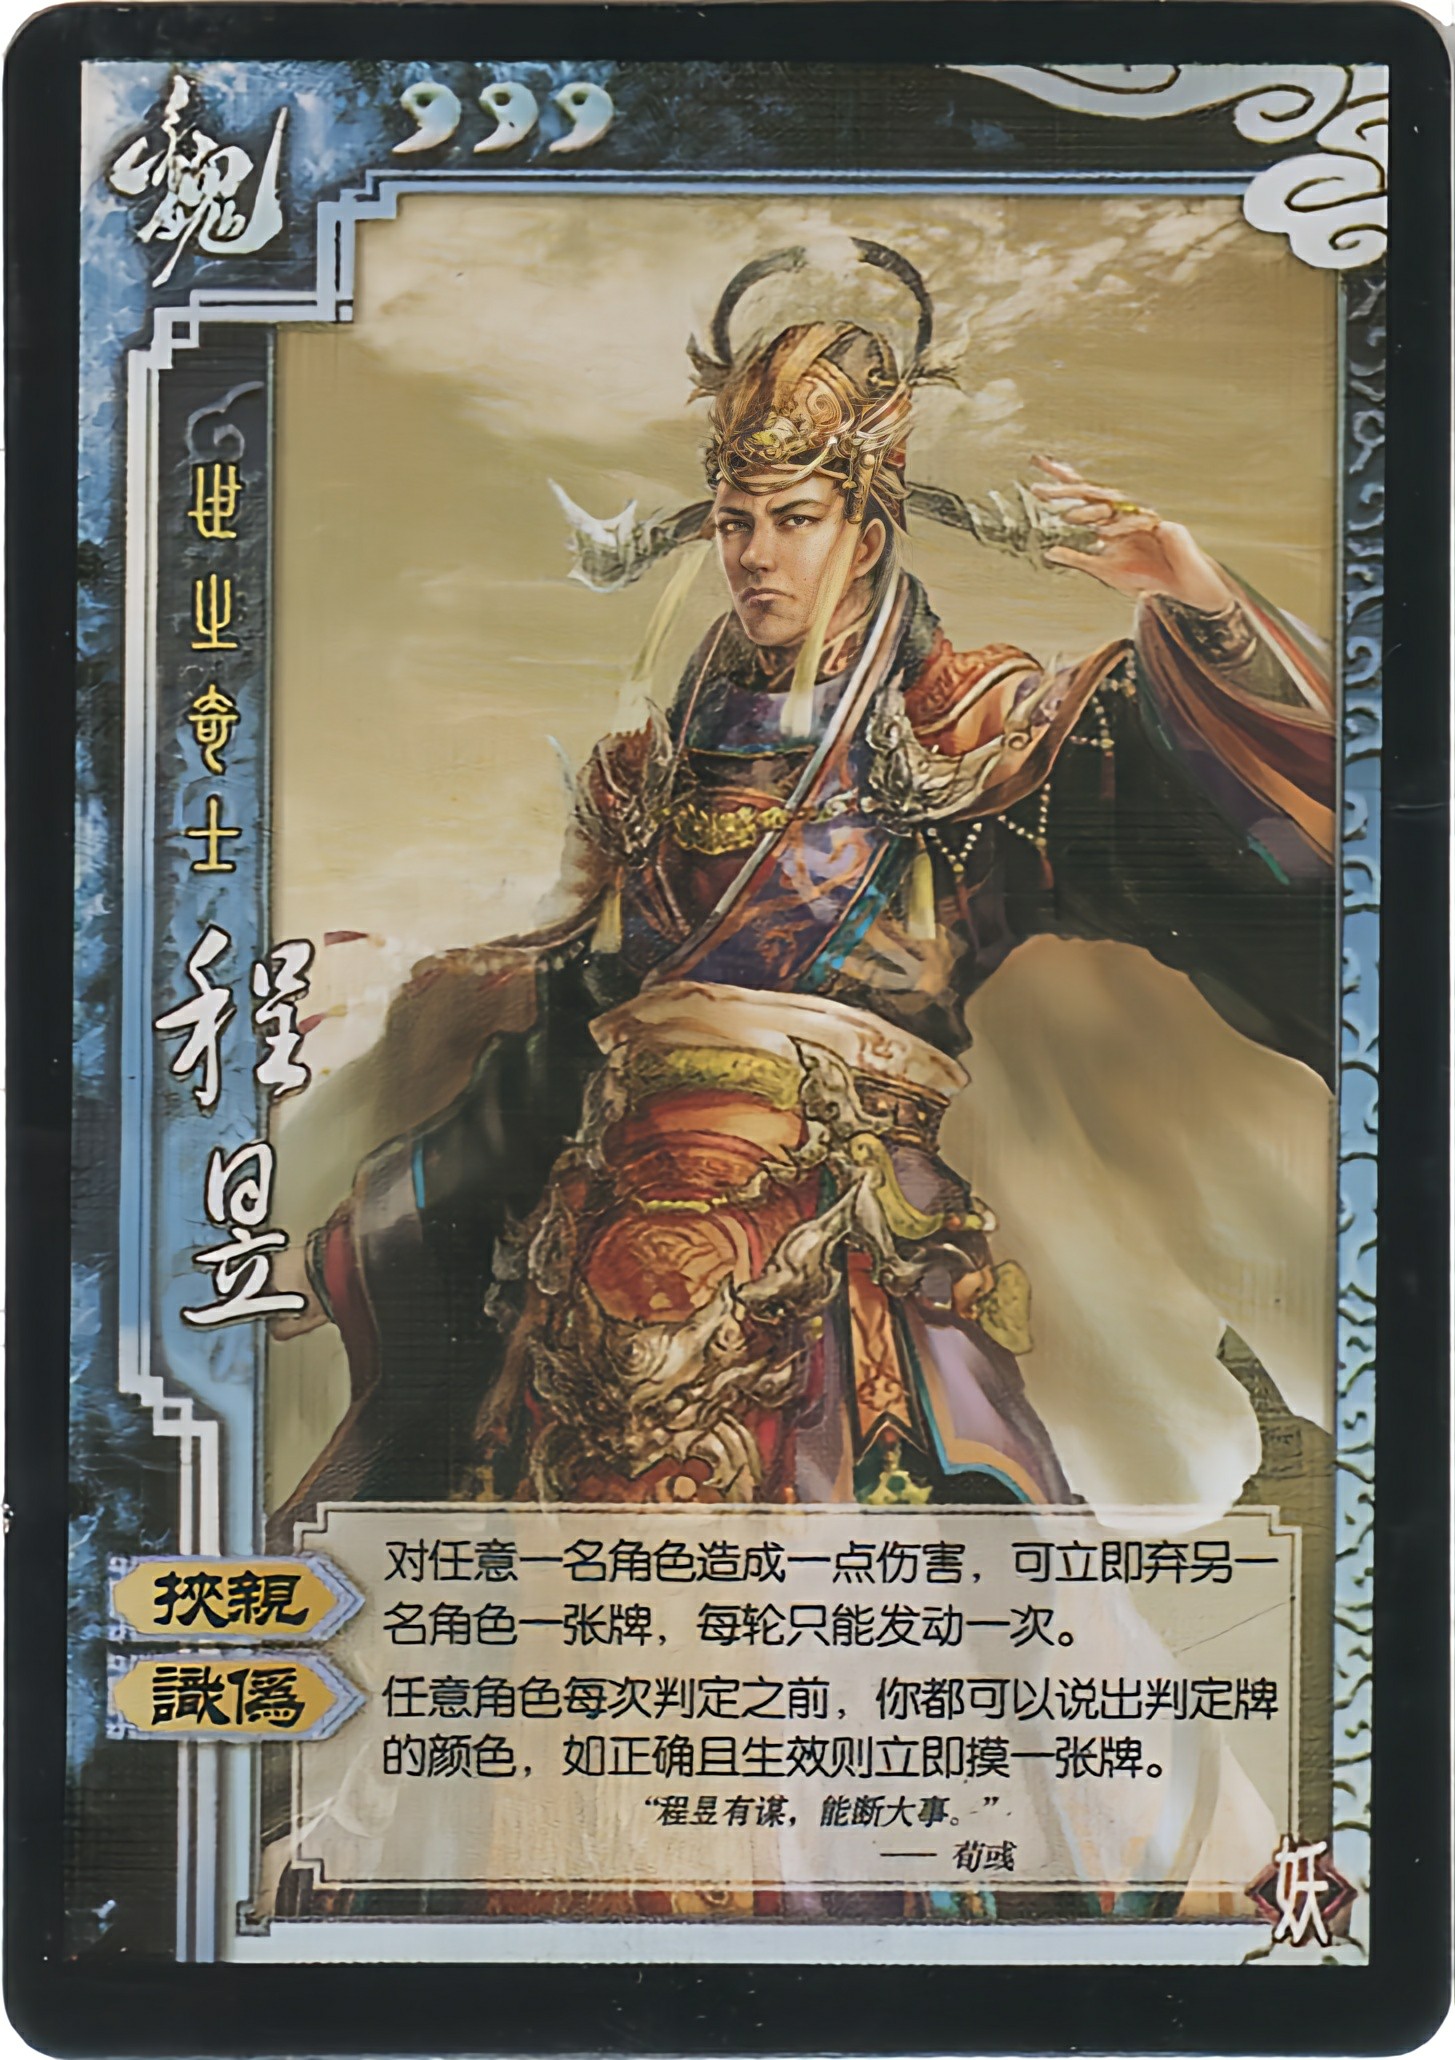 魏
世之奇士
程昱
挾親
对任意一名角色造成一点伤害，可立即弃另一
名角色一张牌，每轮只能发动一次。
識僞
任意角色每次判定之前，你都可以说出判定牌
的颜色，如正确且生效则立即摸一张牌。
“程昱有谋，能断大事。”
—— 荀彧
妖